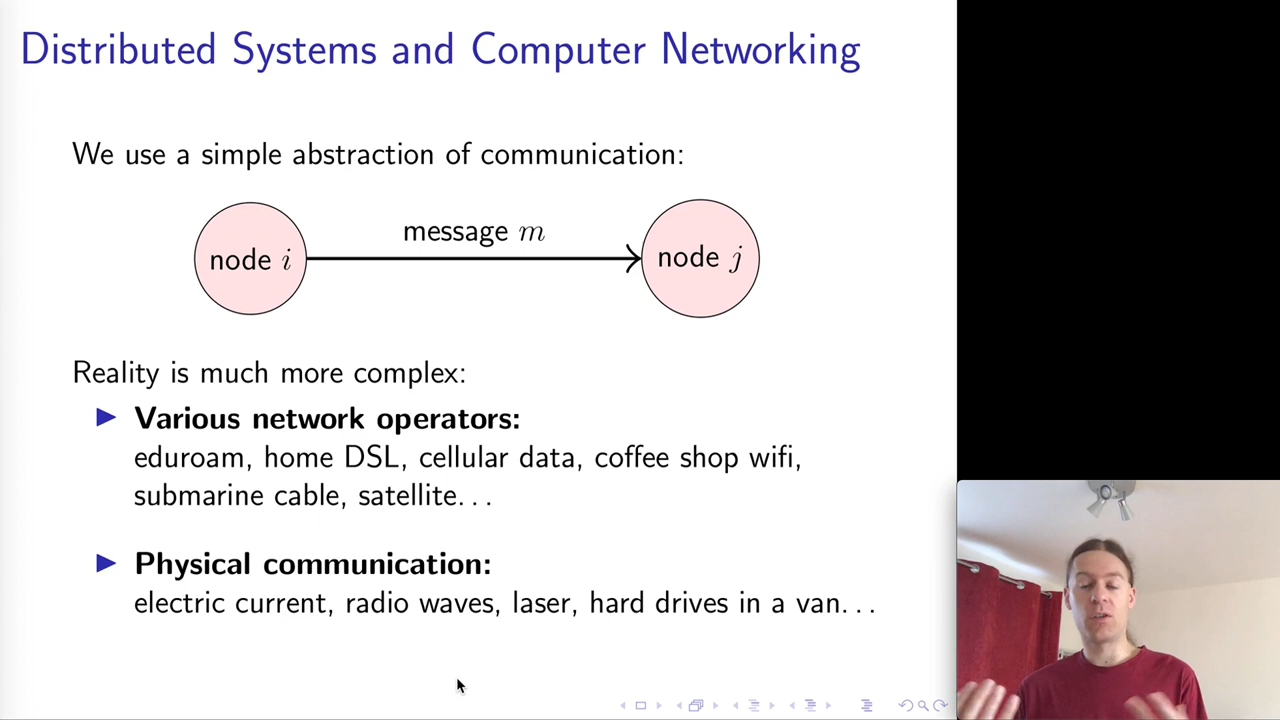 Distributed Systems and Computer Networking
We use a simple abstraction of communication:
message m
node i
node j
Reality is much more complex:
Various network operators:
eduroam, home DSL, cellular data, coffee shop wifi,
submarine cable, satellite...
Physical communication:
electric current, radio waves, laser, hard drives in a van...